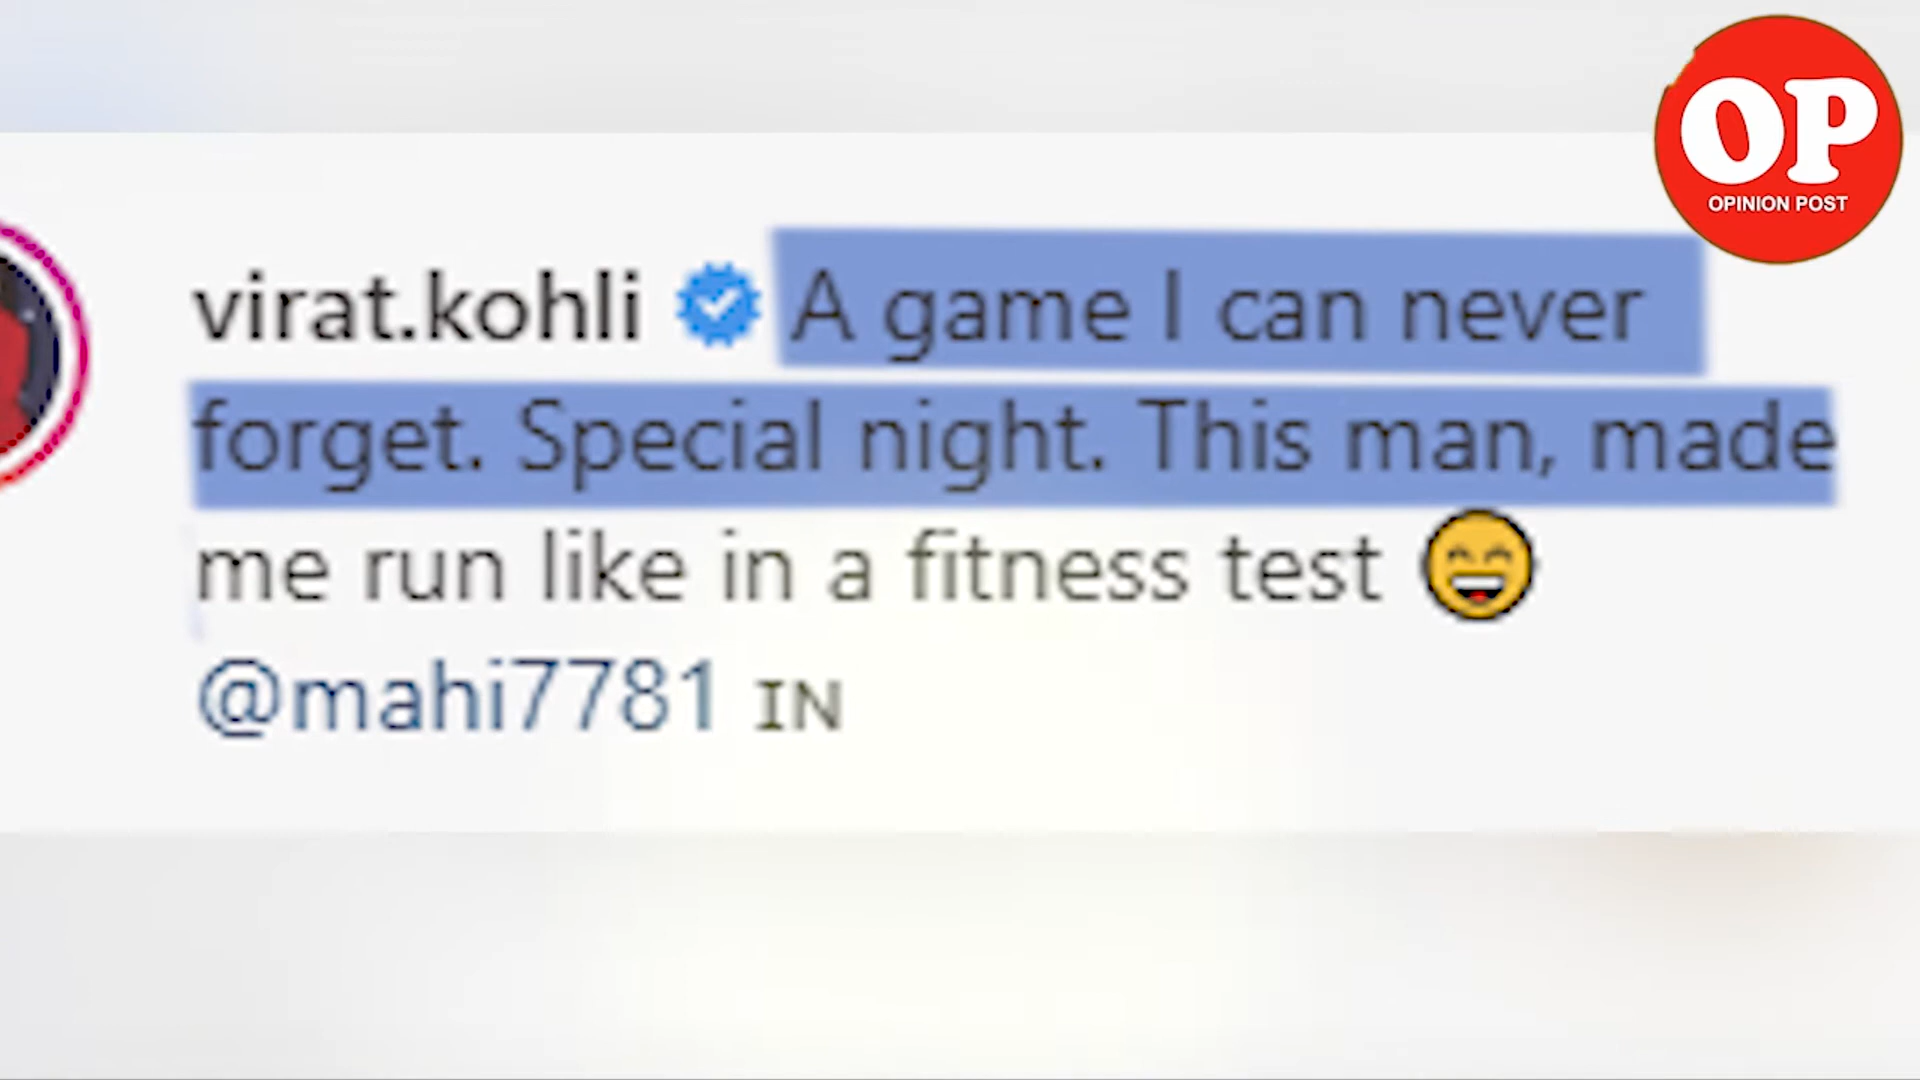 OP
OPINION POST
virat.kohli A game I can never
forget. Special night. This man, made
me run like in a fitness test 😄
@mahi7781 IN